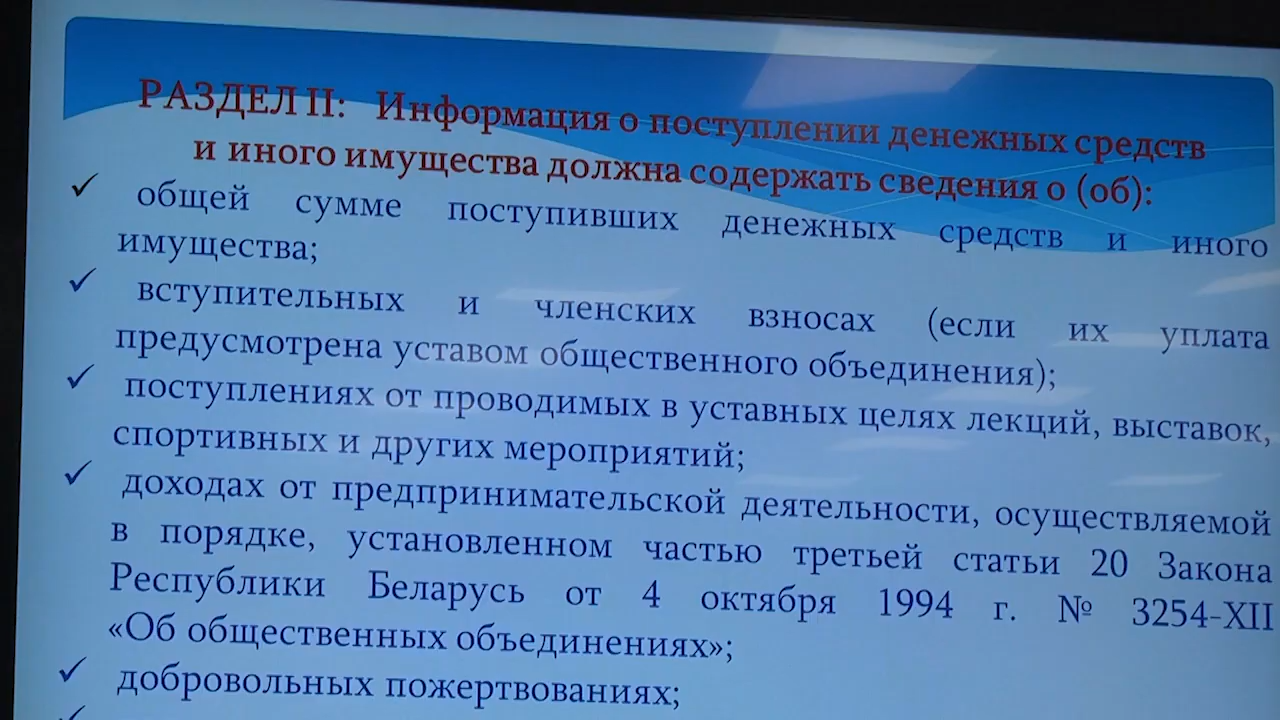 РАЗДЕЛ II: Информация о поступлении денежных средств
и иного имущества должна содержать сведения о (об):
✓ общей сумме поступивших денежных средств и иного
имущества;
✓ вступительных и членских взносах (если их уплата
предусмотрена уставом общественного объединения);
✓ поступлениях от проводимых в уставных целях лекций, выставок,
спортивных и других мероприятий;
✓ доходах от предпринимательской деятельности, осуществляемой
в порядке, установленном частью третьей статьи 20 Закона
Республики Беларусь от 4 октября 1994 г. № 3254-XII
«Об общественных объединениях»;
✓ добровольных пожертвованиях;